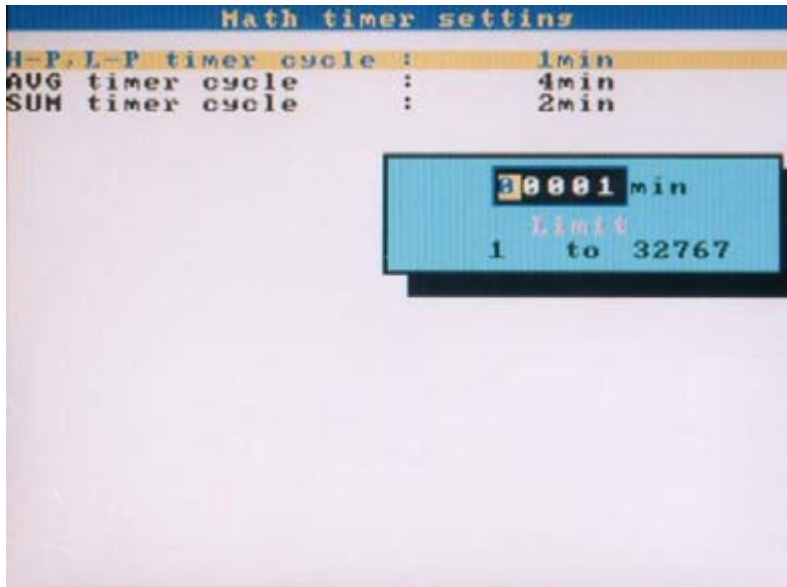 Math timer setting
H-P,L-P timer cycle : 1min
AVG timer cycle : 4min
SUM timer cycle : 2min
00001 min
Limit
1 to 32767